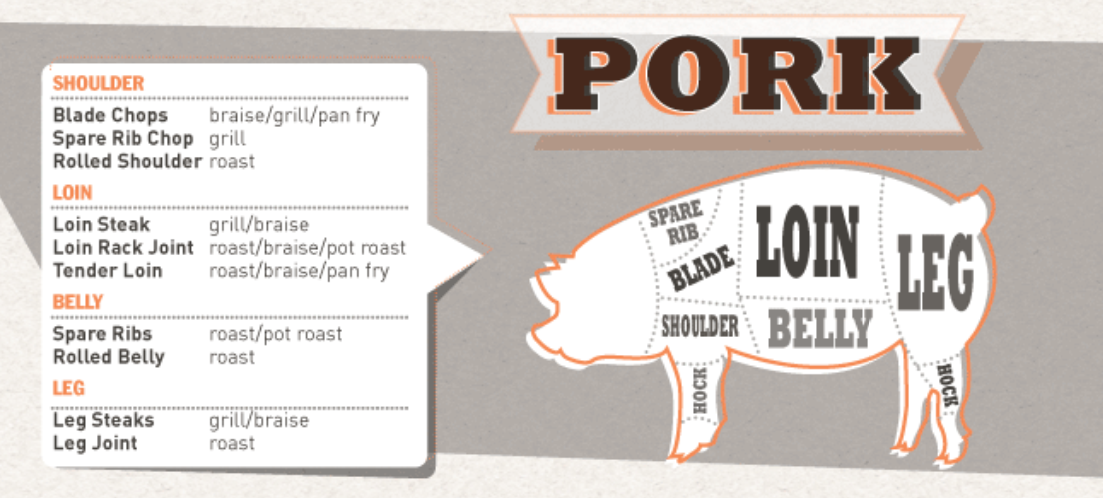 PORK
SHOULDER
Blade Chops braise/grill/pan fry
Spare Rib Chop grill
Rolled Shoulder roast
LOIN
Loin Steak grill/braise
Loin Rack Joint roast/braise/pot roast
Tender Loin roast/braise/pan fry
BELLY
Spare Ribs roast/pot roast
Rolled Belly roast
LEG
Leg Steaks grill/braise
Leg Joint roast
SPARE
RIB
BLADE
LOIN
LEG
SHOULDER
BELLY
HOCK
HOCK